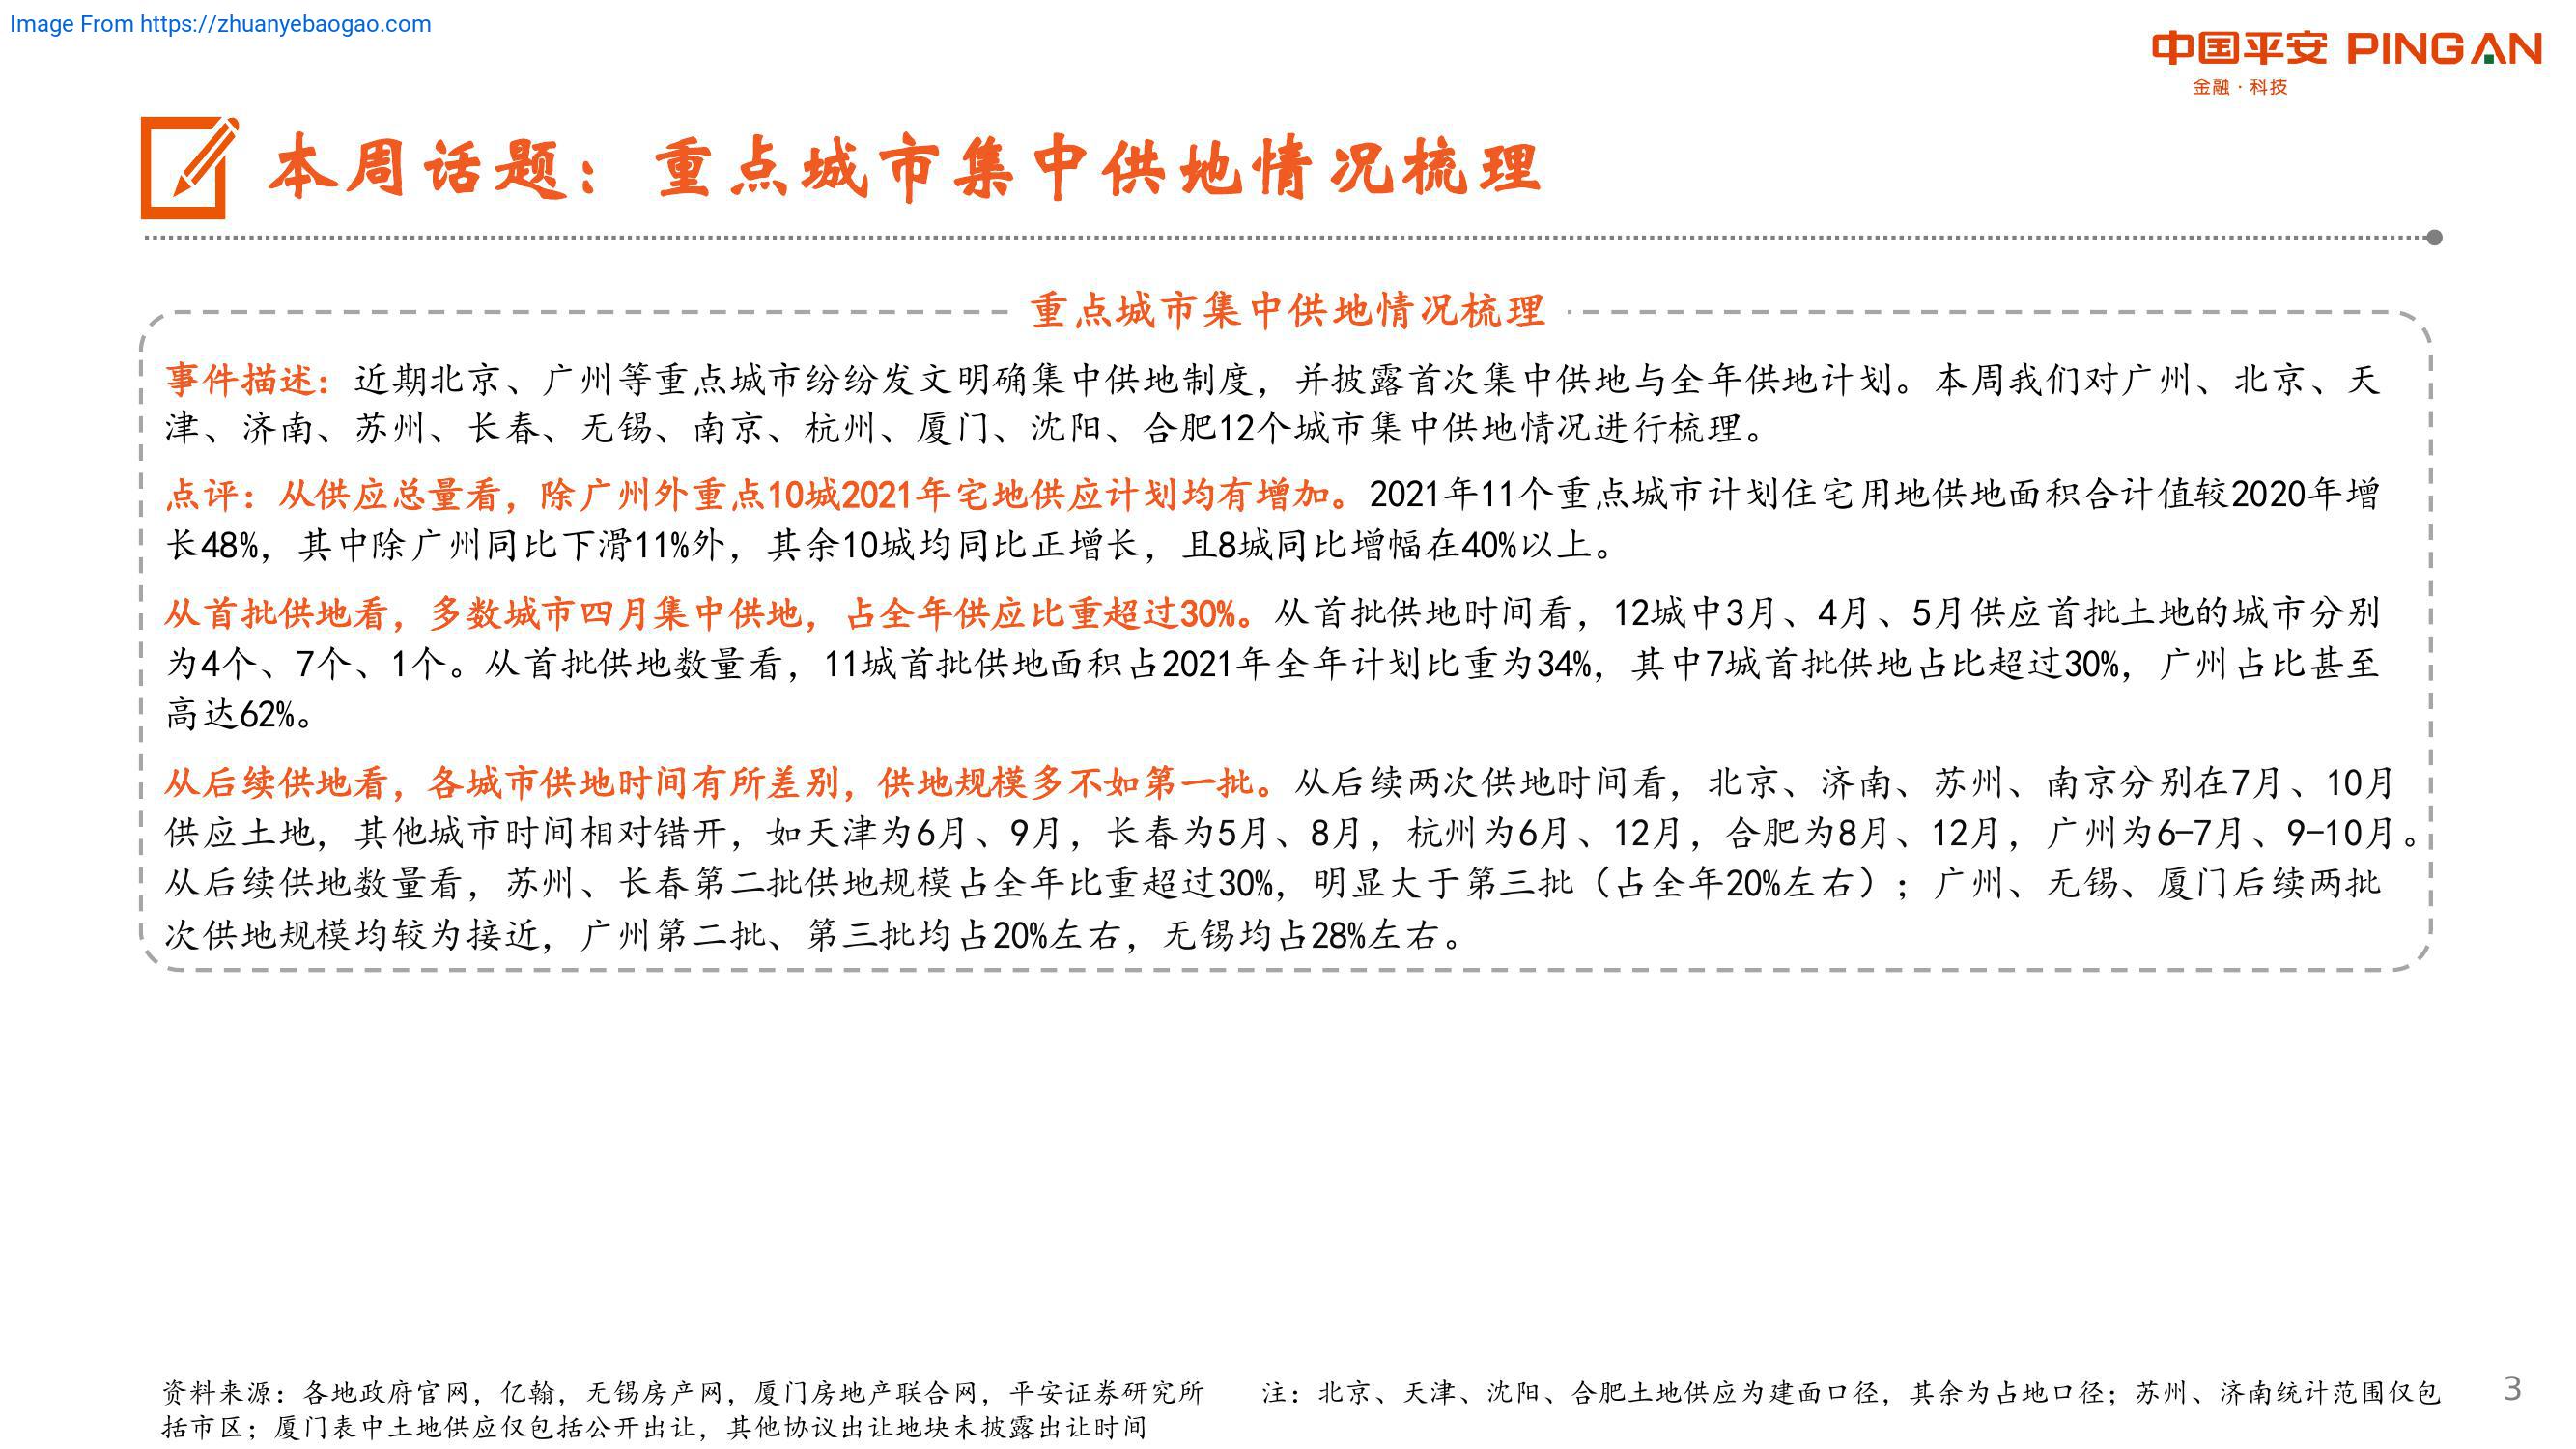 Image From https://zhuanyebaogao.com
中国平安 PINGAN
金融·科技
本周话题：重点城市集中供地情况梳理
重点城市集中供地情况梳理
事件描述：近期北京、广州等重点城市纷纷发文明确集中供地制度，并披露首次集中供地与全年供地计划。本周我们对广州、北京、天
津、济南、苏州、长春、无锡、南京、杭州、厦门、沈阳、合肥12个城市集中供地情况进行梳理。
点评：从供应总量看，除广州外重点10城2021年宅地供应计划均有增加。2021年11个重点城市计划住宅用地供地面积合计值较2020年增
长48%，其中除广州同比下滑11%外，其余10城均同比正增长，且8城同比增幅在40%以上。
从首批供地看，多数城市四月集中供地，占全年供应比重超过30%。从首批供地时间看，12城中3月、4月、5月供应首批土地的城市分别
为4个、7个、1个。从首批供地数量看，11城首批供地面积占2021年全年计划比重为34%，其中7城首批供地占比超过30%，广州占比甚至
高达62%。
从后续供地看，各城市供地时间有所差别，供地规模多不如第一批。从后续两次供地时间看，北京、济南、苏州、南京分别在7月、10月
供应土地，其他城市时间相对错开，如天津为6月、9月，长春为5月、8月，杭州为6月、12月，合肥为8月、12月，广州为6-7月、9-10月。
从后续供地数量看，苏州、长春第二批供地规模占全年比重超过30%，明显大于第三批（占全年20%左右）；广州、无锡、厦门后续两批
次供地规模均较为接近，广州第二批、第三批均占20%左右，无锡均占28%左右。
资料来源：各地政府官网，亿翰，无锡房产网，厦门房地产联合网，平安证券研究所 注：北京、天津、沈阳、合肥土地供应为建面口径，其余为占地口径；苏州、济南统计范围仅包
括市区；厦门表中土地供应仅包括公开出让，其他协议出让地块未披露出让时间
3